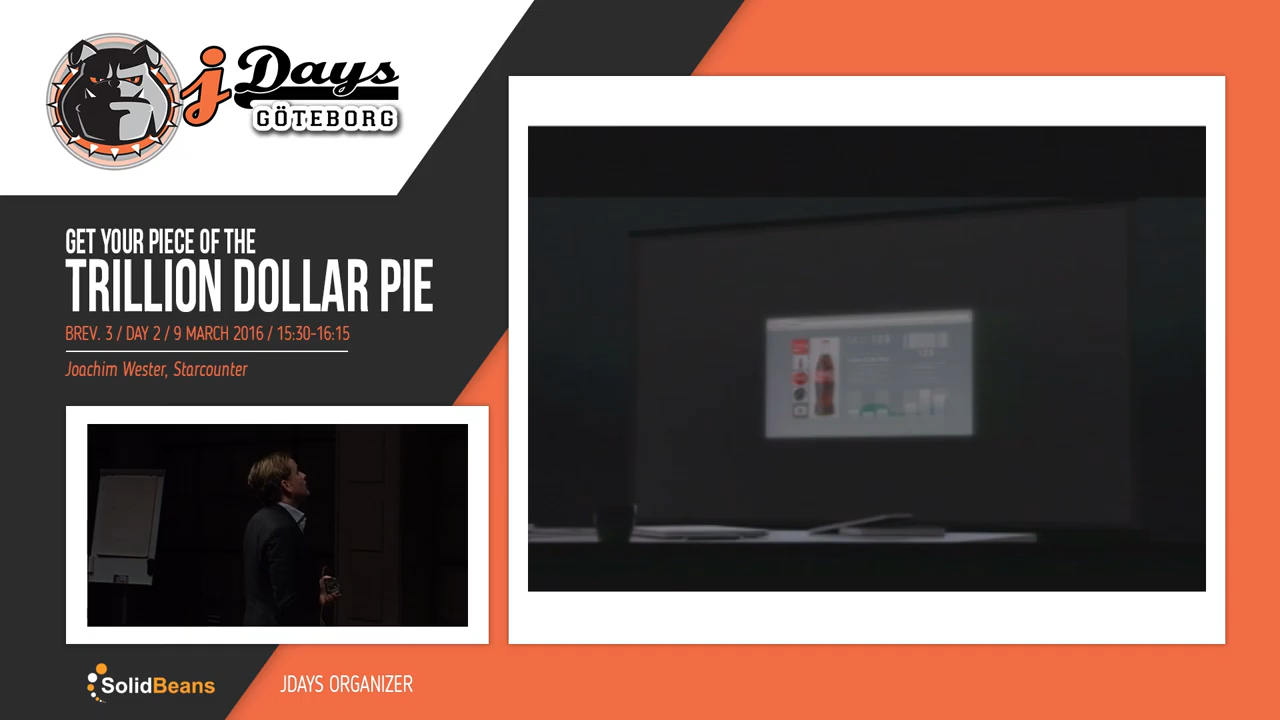 j Days
GÖTEBORG
GET YOUR PIECE OF THE
TRILLION DOLLAR PIE
BREV. 3 / DAY 2 / 9 MARCH 2016 / 15:30-16:15
Joachim Wester, Starcounter
SolidBeans
JDAYS ORGANIZER